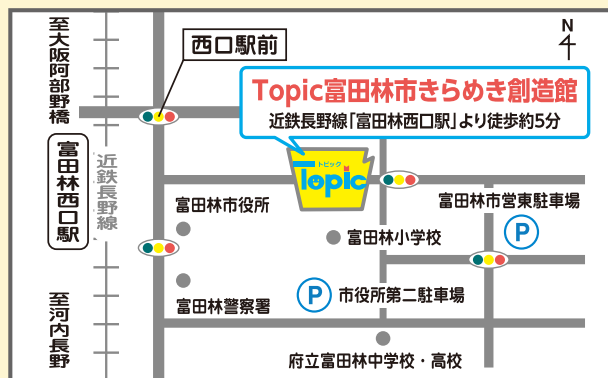 至大阪阿部野橋
西口駅前
N
Topic富田林市きらめき創造館
近鉄長野線「富田林西口駅」より徒歩約5分
富田林西口駅
近鉄長野線
トピック
Topic
富田林市役所
富田林市営東駐車場
P
富田林小学校
富田林警察署
P
市役所第二駐車場
至河内長野
府立富田林中学校・高校